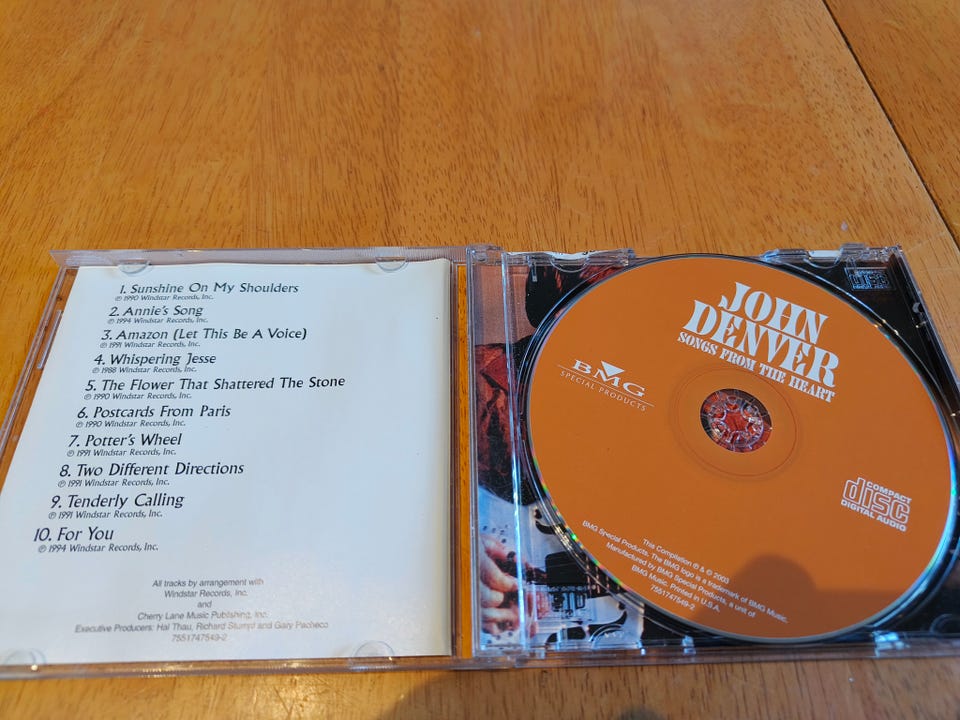 1. Sunshine On My Shoulders
℗ 1990 Windstar Records, Inc.
2. Annie's Song
℗ 1994 Windstar Records, Inc.
3. Amazon (Let This Be A Voice)
℗ 1991 Windstar Records, Inc.
4. Whispering Jesse
℗ 1988 Windstar Records, Inc.
5. The Flower That Shattered The Stone
℗ 1990 Windstar Records, Inc.
6. Postcards From Paris
℗ 1990 Windstar Records, Inc.
7. Potter's Wheel
℗ 1991 Windstar Records, Inc.
8. Two Different Directions
℗ 1991 Windstar Records, Inc.
9. Tenderly Calling
℗ 1991 Windstar Records, Inc.
10. For You
℗ 1994 Windstar Records, Inc.
All tracks by arrangement with
Windstar Records, Inc.
and
Cherry Lane Music Publishing, Inc.
Executive Producers: Hal Thau, Richard and Gary Pacheco
7551747549-2
JOHN
DENVER
SONGS FROM THE HEART
BMG
SPECIAL PRODUCTS
COMPACT
disc
DIGITAL AUDIO
This Compilation ℗ & © 2003
BMG Special Products. The BMG logo is a trademark of BMG Music.
Manufactured by BMG Special Products, a unit of
BMG Music. Printed in U.S.A.
7551747549-2